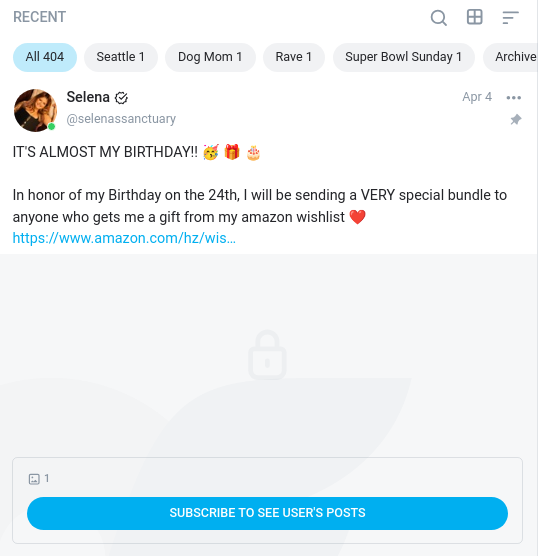 RECENT
All 404 Seattle 1 Dog Mom 1 Rave 1 Super Bowl Sunday 1 Archive
Selena Apr 4
@selenassanctuary
IT'S ALMOST MY BIRTHDAY!! 🥳 🎁 🎂
In honor of my Birthday on the 24th, I will be sending a VERY special bundle to
anyone who gets me a gift from my amazon wishlist ❤️
https://www.amazon.com/hz/wis...
1
SUBSCRIBE TO SEE USER'S POSTS